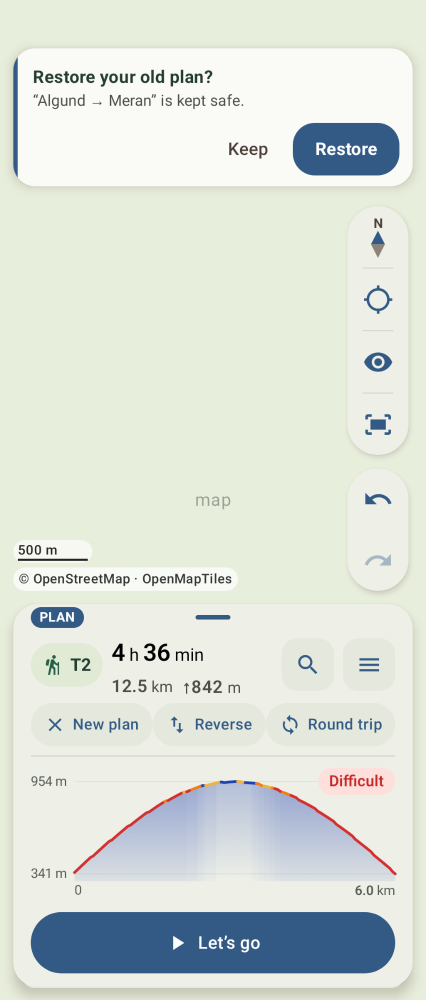 Restore your old plan?
“Algund → Meran” is kept safe.
Keep
Restore
N
map
500 m
© OpenStreetMap · OpenMapTiles
PLAN
T2
4 h 36 min
12.5 km ↑842 m
New plan
Reverse
Round trip
954 m
Difficult
341 m
0
6.0 km
Let’s go